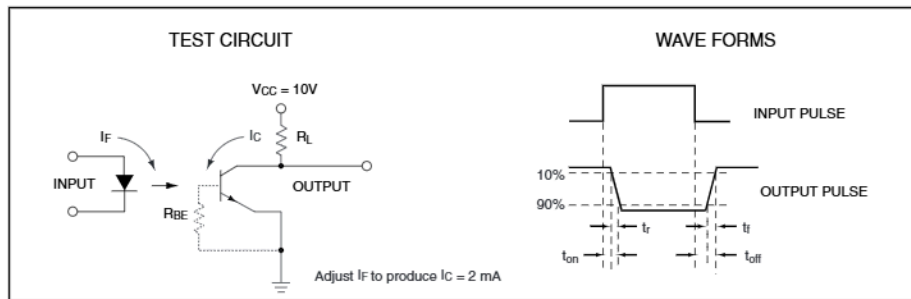 TEST CIRCUIT
WAVE FORMS
VCC = 10V
IF
IC
RL
INPUT
OUTPUT
RBE
Adjust IF to produce IC = 2 mA
INPUT PULSE
10%
OUTPUT PULSE
90%
tr
tf
ton
toff